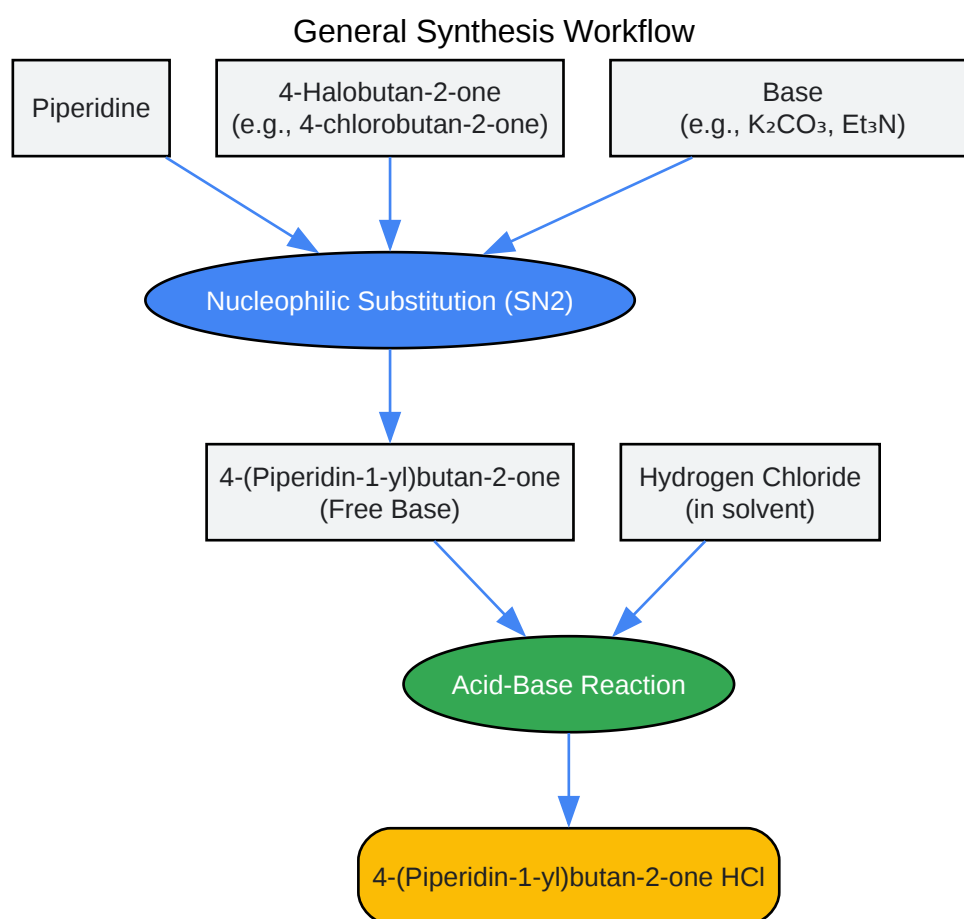 General Synthesis Workflow
Piperidine
4-Halobutan-2-one
(e.g., 4-chlorobutan-2-one)
Base
(e.g., K₂CO₃, Et₃N)
Nucleophilic Substitution (SN2)
4-(Piperidin-1-yl)butan-2-one
(Free Base)
Hydrogen Chloride
(in solvent)
Acid-Base Reaction
4-(Piperidin-1-yl)butan-2-one HCl